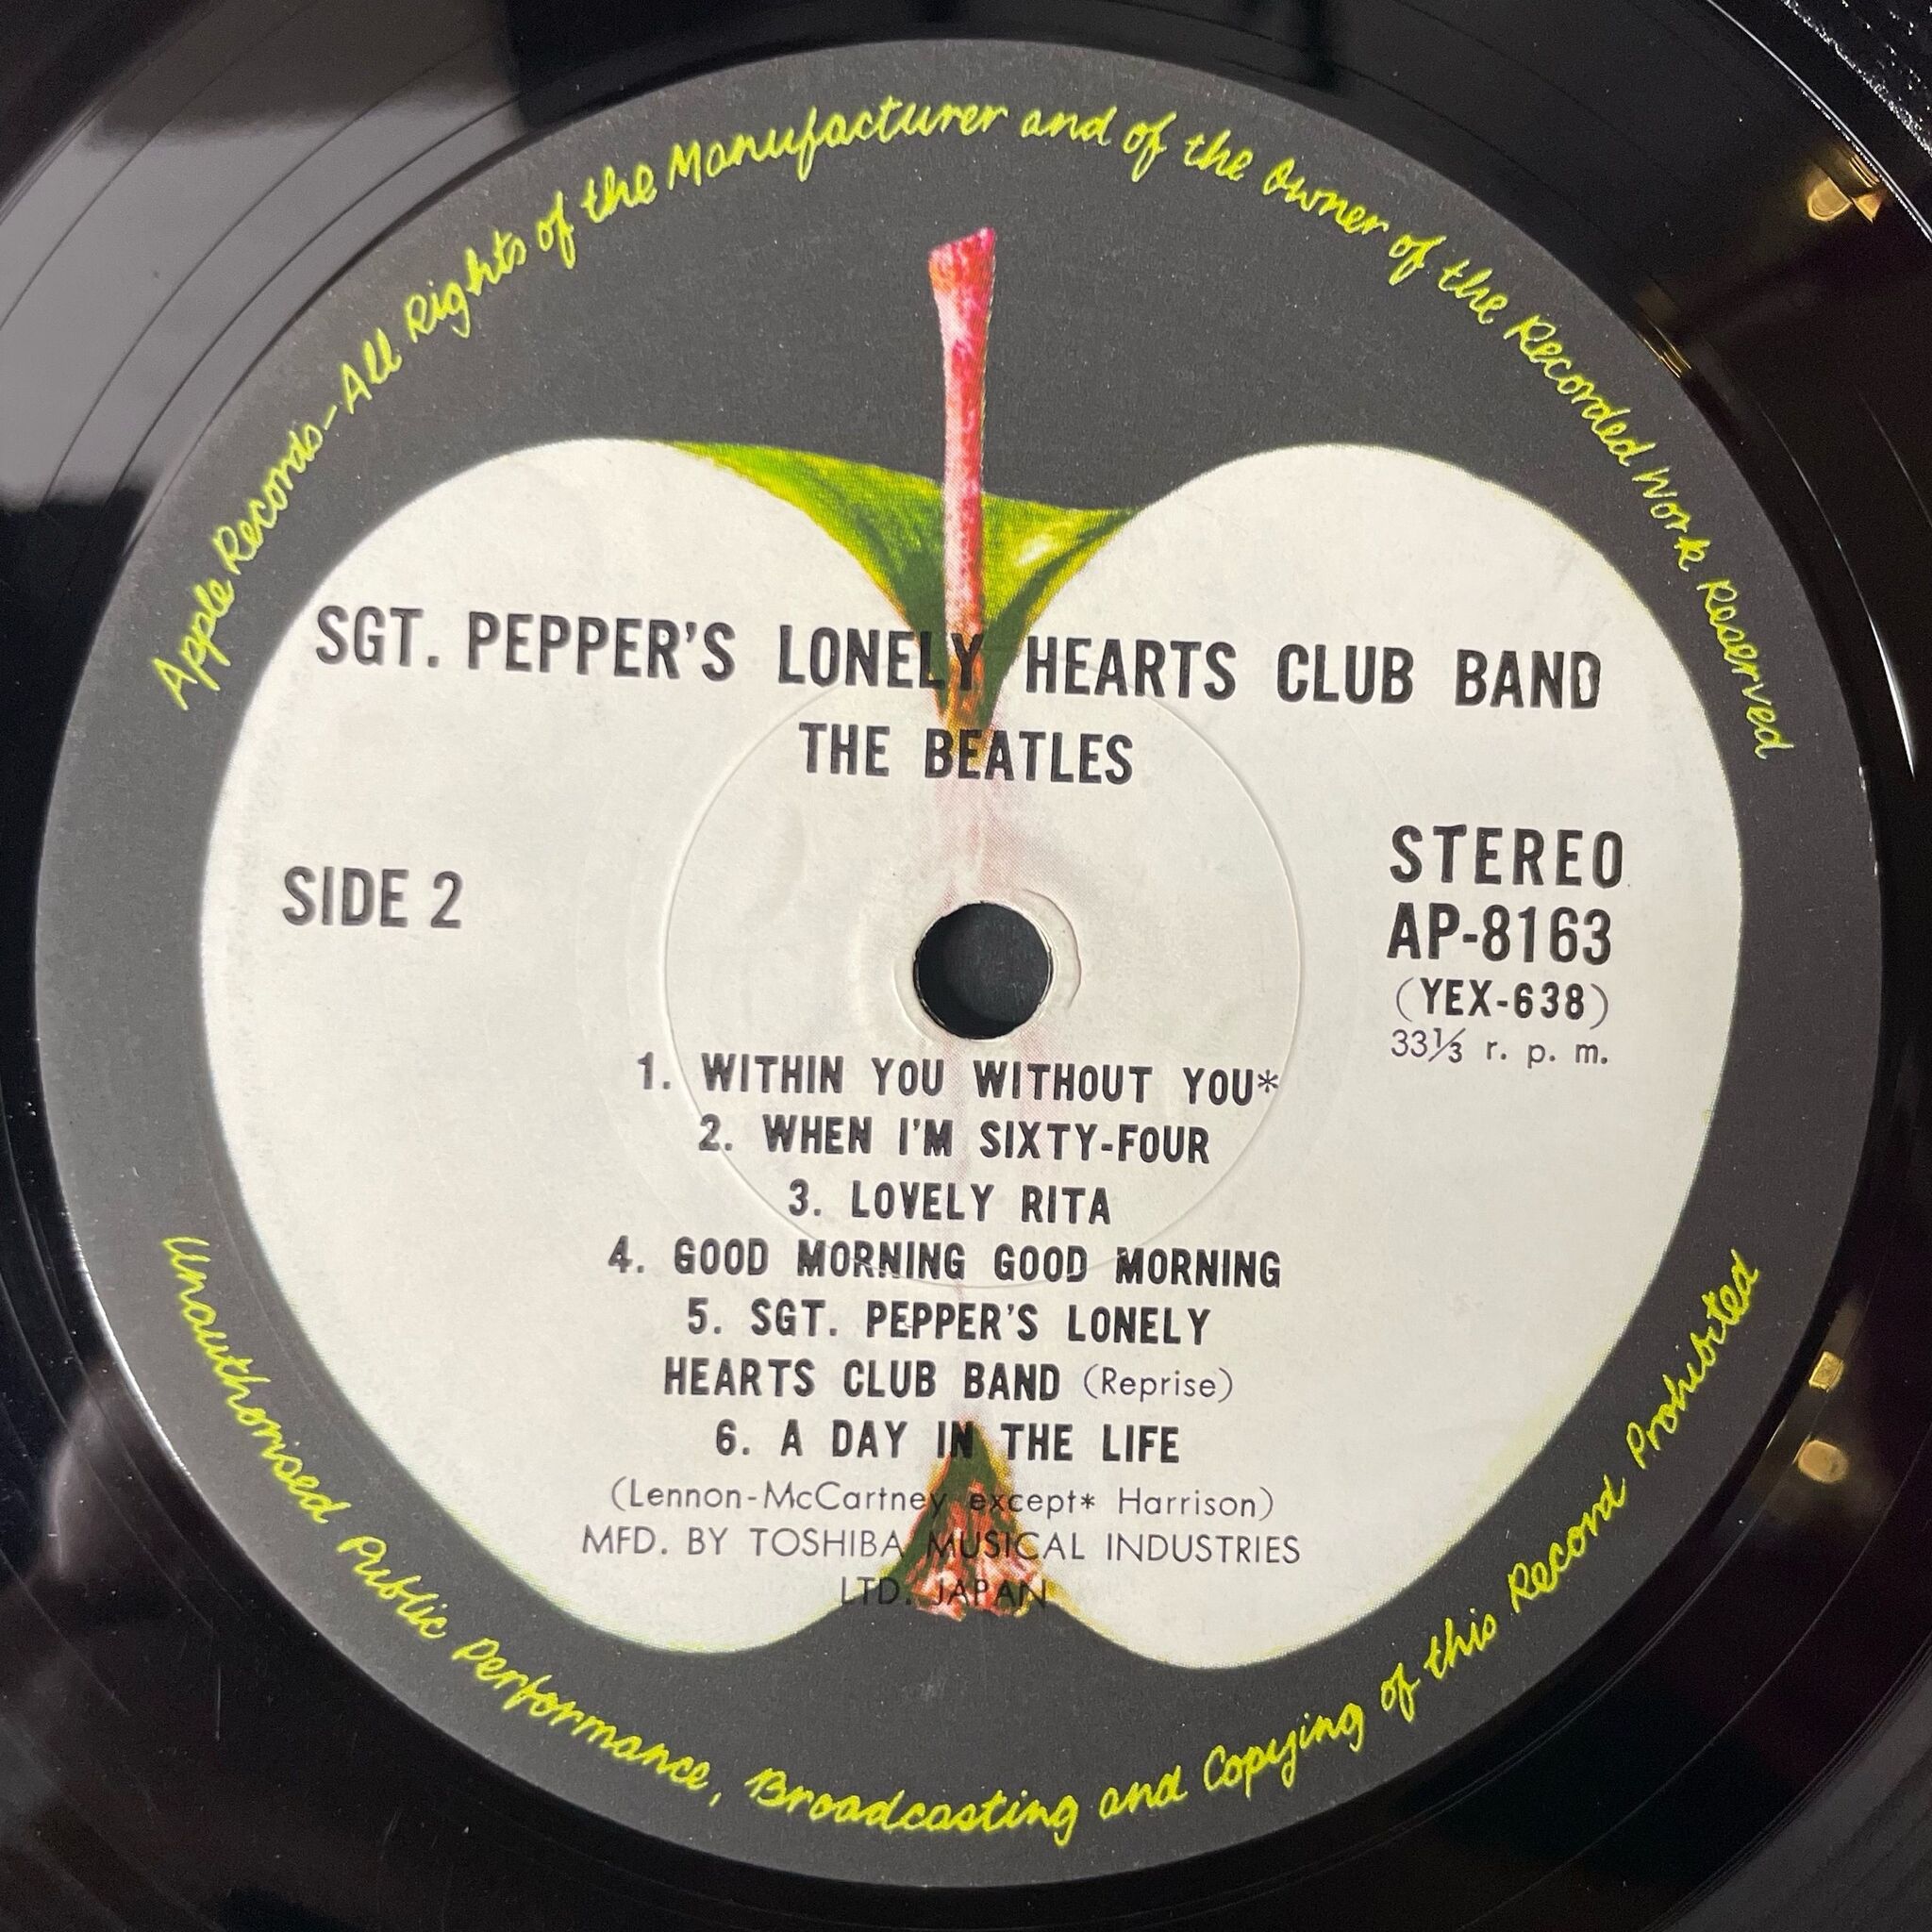 Apple Records-All Rights of the Manufacturer and of the Owner of the Recorded Work Reserved
SGT. PEPPER'S LONELY HEARTS CLUB BAND
THE BEATLES
SIDE 2
STEREO
AP-8163
(YEX-638)
33⅓ r. p. m.
1. WITHIN YOU WITHOUT YOU*
2. WHEN I'M SIXTY-FOUR
3. LOVELY RITA
4. GOOD MORNING GOOD MORNING
5. SGT. PEPPER'S LONELY
HEARTS CLUB BAND (Reprise)
6. A DAY IN THE LIFE
(Lennon-McCartney except* Harrison)
MFD. BY TOSHIBA MUSICAL INDUSTRIES
LTD. JAPAN
Unauthorised Public Performance, Broadcasting and Copying of this Record Prohibited